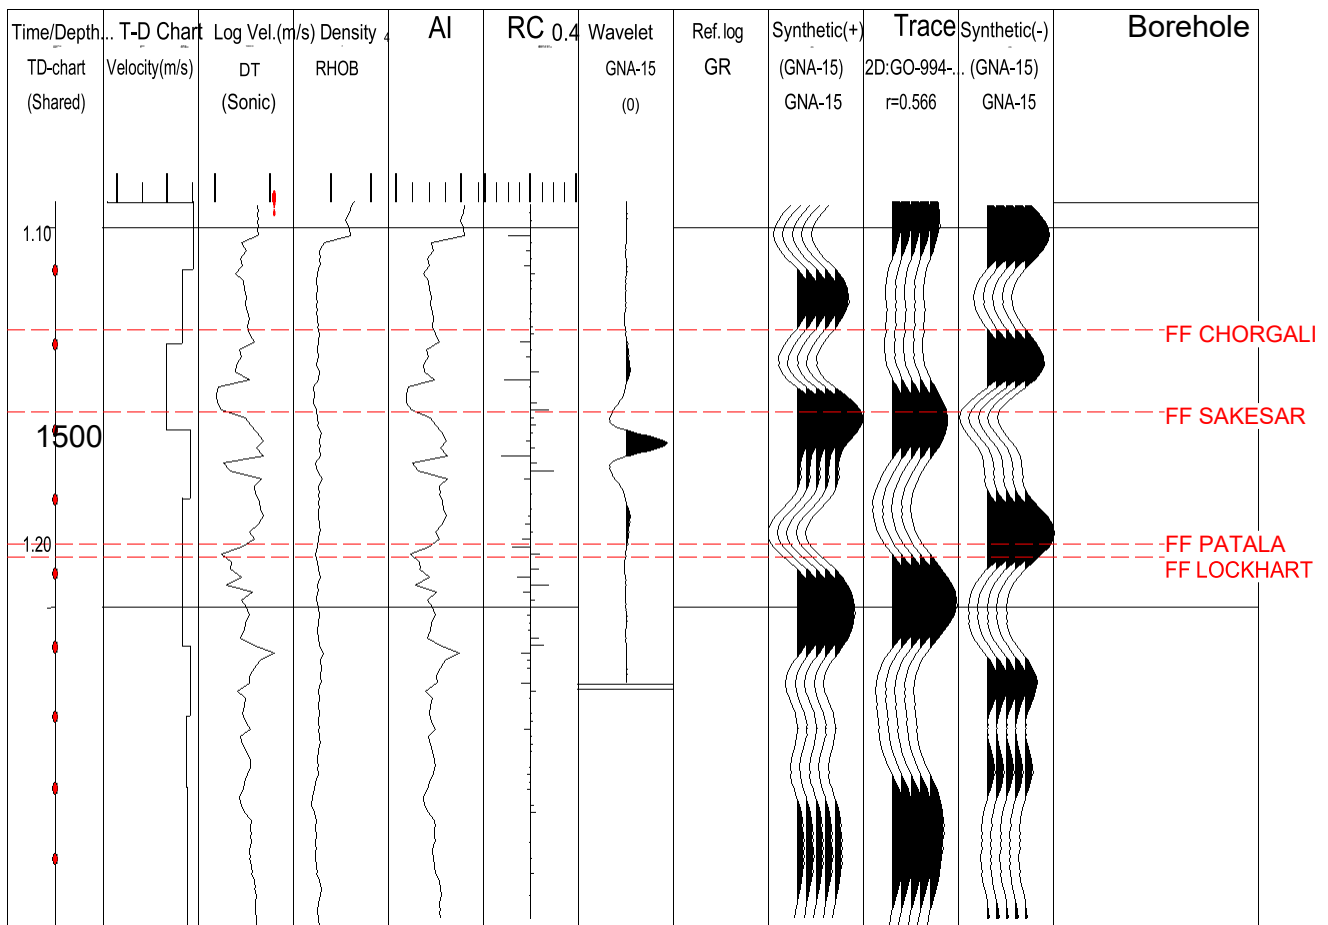 Time/Depth... T-D Chart Log Vel.(m/s) Density 4 AI RC 0.4 Wavelet Ref.log Synthetic(+) Trace Synthetic(-) Borehole
TD-chart Velocity(m/s) DT RHOB GNA-15 GR (GNA-15) 2D:GO-994-... (GNA-15)
(Shared) (Sonic) (0) GNA-15 r=0.566 GNA-15
1.10
FF CHORGALI
FF SAKESAR
1500
1.20
FF PATALA
FF LOCKHART